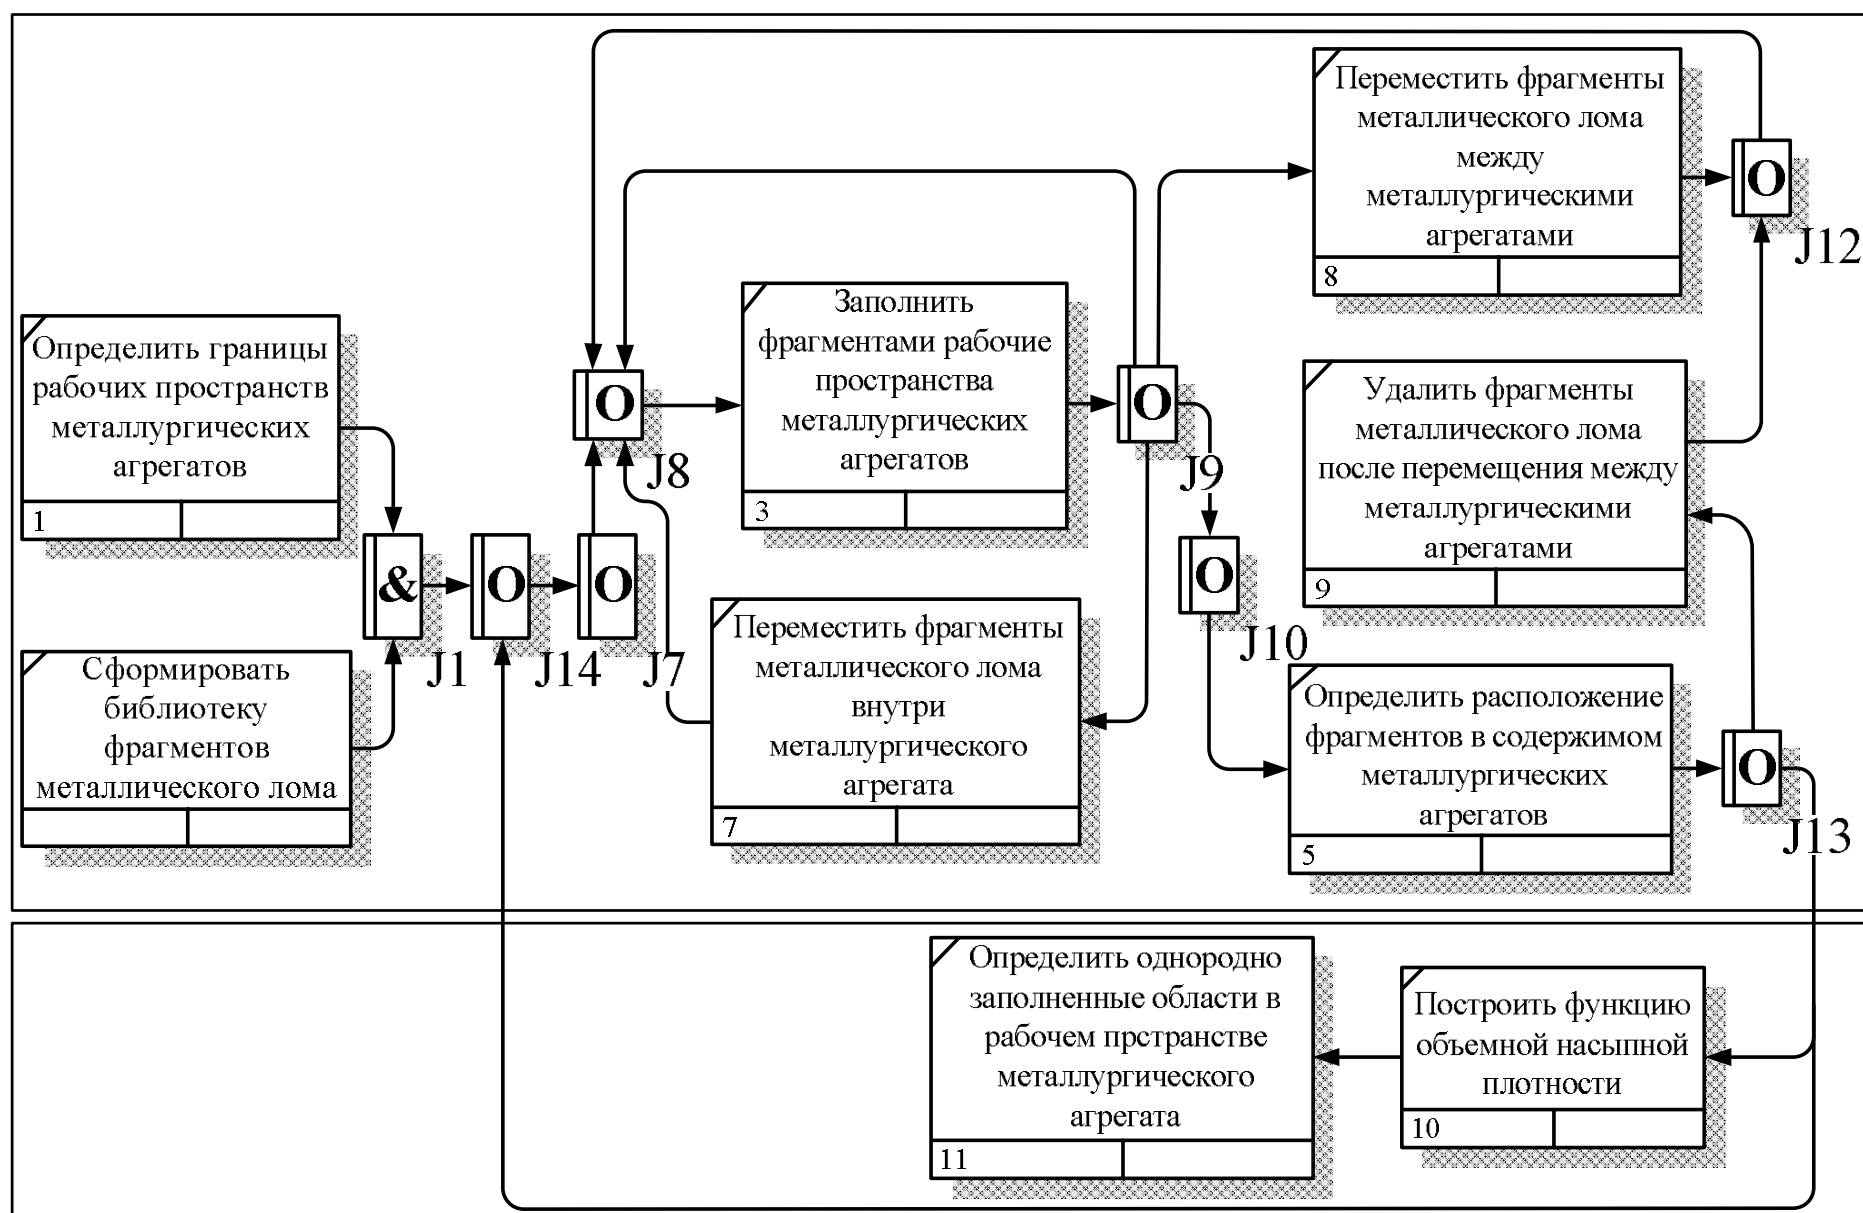 Определить границы
рабочих пространств
металлургических
агрегатов
1
Сформировать
библиотеку
фрагментов
металлического лома
&
J1
O
J14
O
J7
O
J8
Заполнить
фрагментами рабочие
пространства
металлургических
агрегатов
3
Переместить фрагменты
металлического лома
внутри
металлургического
агрегата
7
O
J9
O
J10
Переместить фрагменты
металлического лома
между
металлургическими
агрегатами
8
O
J12
Удалить фрагменты
металлического лома
после перемещения между
металлургическими
агрегатами
9
Определить расположение
фрагментов в содержимом
металлургических
агрегатов
5
O
J13
Определить однородно
заполненные области в
рабочем прстранстве
металлургического
агрегата
11
Построить функцию
объемной насыпной
плотности
10